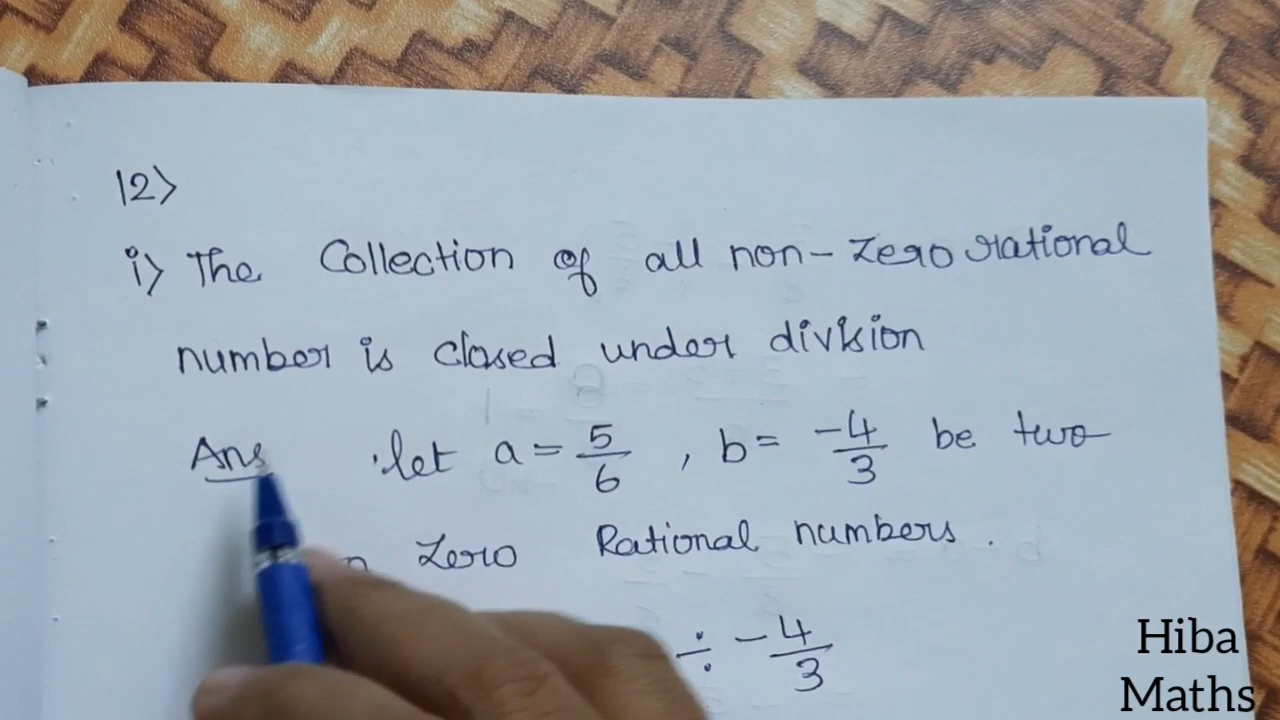 12>
i> The Collection of all non-zero rational
number is closed under division
Ans let a = 5/6 , b = -4/3 be two
Zero Rational numbers .
÷ -4/3
Hiba
Maths